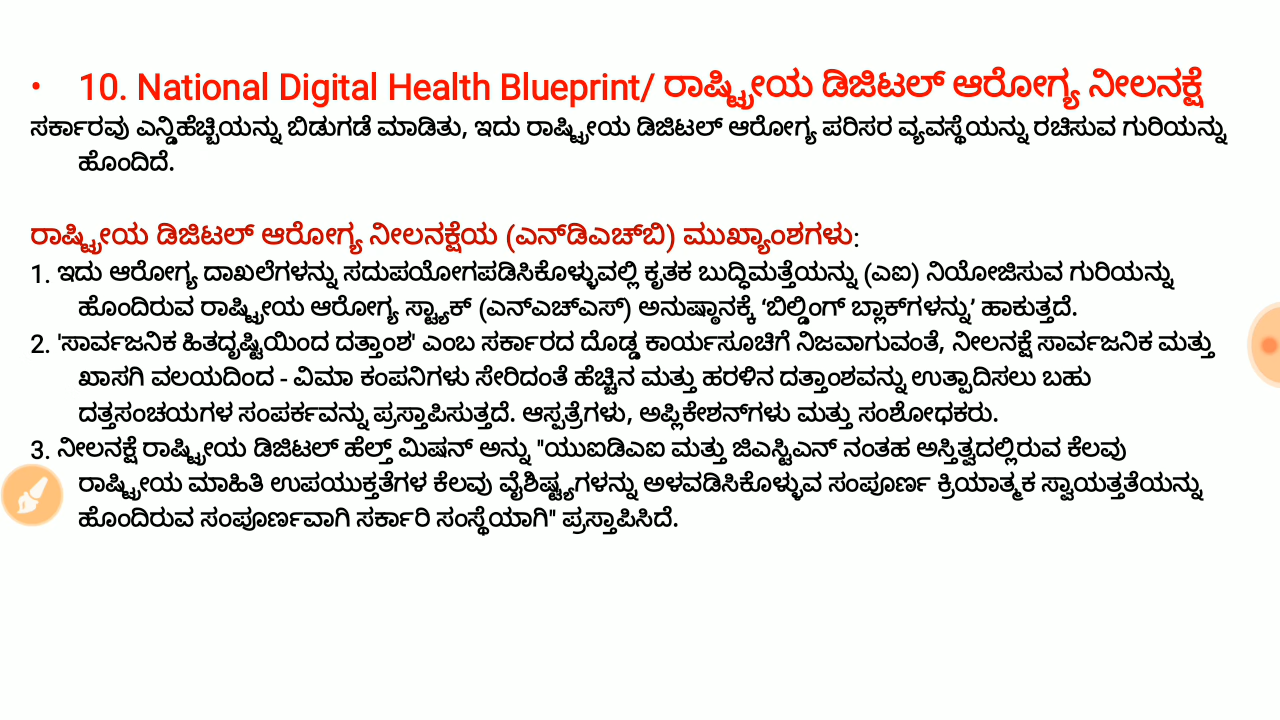 • 10. National Digital Health Blueprint/ ರಾಷ್ಟ್ರೀಯ ಡಿಜಿಟಲ್ ಆರೋಗ್ಯ ನೀಲನಕ್ಷೆ
ಸರ್ಕಾರವು ಎನ್ಡಿಹೆಚ್ಬಿಯನ್ನು ಬಿಡುಗಡೆ ಮಾಡಿತು, ಇದು ರಾಷ್ಟ್ರೀಯ ಡಿಜಿಟಲ್ ಆರೋಗ್ಯ ಪರಿಸರ ವ್ಯವಸ್ಥೆಯನ್ನು ರಚಿಸುವ ಗುರಿಯನ್ನು
ಹೊಂದಿದೆ.
ರಾಷ್ಟ್ರೀಯ ಡಿಜಿಟಲ್ ಆರೋಗ್ಯ ನೀಲನಕ್ಷೆಯ (ಎನ್‌ಡಿಎಚ್‌ಬಿ) ಮುಖ್ಯಾಂಶಗಳು:
1. ಇದು ಆರೋಗ್ಯ ದಾಖಲೆಗಳನ್ನು ಸದುಪಯೋಗಪಡಿಸಿಕೊಳ್ಳುವಲ್ಲಿ ಕೃತಕ ಬುದ್ಧಿಮತ್ತೆಯನ್ನು (ಎಐ) ನಿಯೋಜಿಸುವ ಗುರಿಯನ್ನು
ಹೊಂದಿರುವ ರಾಷ್ಟ್ರೀಯ ಆರೋಗ್ಯ ಸ್ಟ್ಯಾಕ್ (ಎನ್‌ಎಚ್‌ಎಸ್) ಅನುಷ್ಠಾನಕ್ಕೆ ‘ಬಿಲ್ಡಿಂಗ್ ಬ್ಲಾಕ್‌ಗಳನ್ನು’ ಹಾಕುತ್ತದೆ.
2. 'ಸಾರ್ವಜನಿಕ ಹಿತದೃಷ್ಟಿಯಿಂದ ದತ್ತಾಂಶ' ಎಂಬ ಸರ್ಕಾರದ ದೊಡ್ಡ ಕಾರ್ಯಸೂಚಿಗೆ ನಿಜವಾಗುವಂತೆ, ನೀಲನಕ್ಷೆ ಸಾರ್ವಜನಿಕ ಮತ್ತು
ಖಾಸಗಿ ವಲಯದಿಂದ - ವಿಮಾ ಕಂಪನಿಗಳು ಸೇರಿದಂತೆ ಹೆಚ್ಚಿನ ಮತ್ತು ಹರಳಿನ ದತ್ತಾಂಶವನ್ನು ಉತ್ಪಾದಿಸಲು ಬಹು
ದತ್ತಸಂಚಯಗಳ ಸಂಪರ್ಕವನ್ನು ಪ್ರಸ್ತಾಪಿಸುತ್ತದೆ. ಆಸ್ಪತ್ರೆಗಳು, ಅಪ್ಲಿಕೇಶನ್‌ಗಳು ಮತ್ತು ಸಂಶೋಧಕರು.
3. ನೀಲನಕ್ಷೆ ರಾಷ್ಟ್ರೀಯ ಡಿಜಿಟಲ್ ಹೆಲ್ತ್ ಮಿಷನ್ ಅನ್ನು "ಯುಐಡಿಎಐ ಮತ್ತು ಜಿಎಸ್ಟಿಎನ್ ನಂತಹ ಅಸ್ತಿತ್ವದಲ್ಲಿರುವ ಕೆಲವು
ರಾಷ್ಟ್ರೀಯ ಮಾಹಿತಿ ಉಪಯುಕ್ತತೆಗಳ ಕೆಲವು ವೈಶಿಷ್ಟ್ಯಗಳನ್ನು ಅಳವಡಿಸಿಕೊಳ್ಳುವ ಸಂಪೂರ್ಣ ಕ್ರಿಯಾತ್ಮಕ ಸ್ವಾಯತ್ತತೆಯನ್ನು
ಹೊಂದಿರುವ ಸಂಪೂರ್ಣವಾಗಿ ಸರ್ಕಾರಿ ಸಂಸ್ಥೆಯಾಗಿ" ಪ್ರಸ್ತಾಪಿಸಿದೆ.